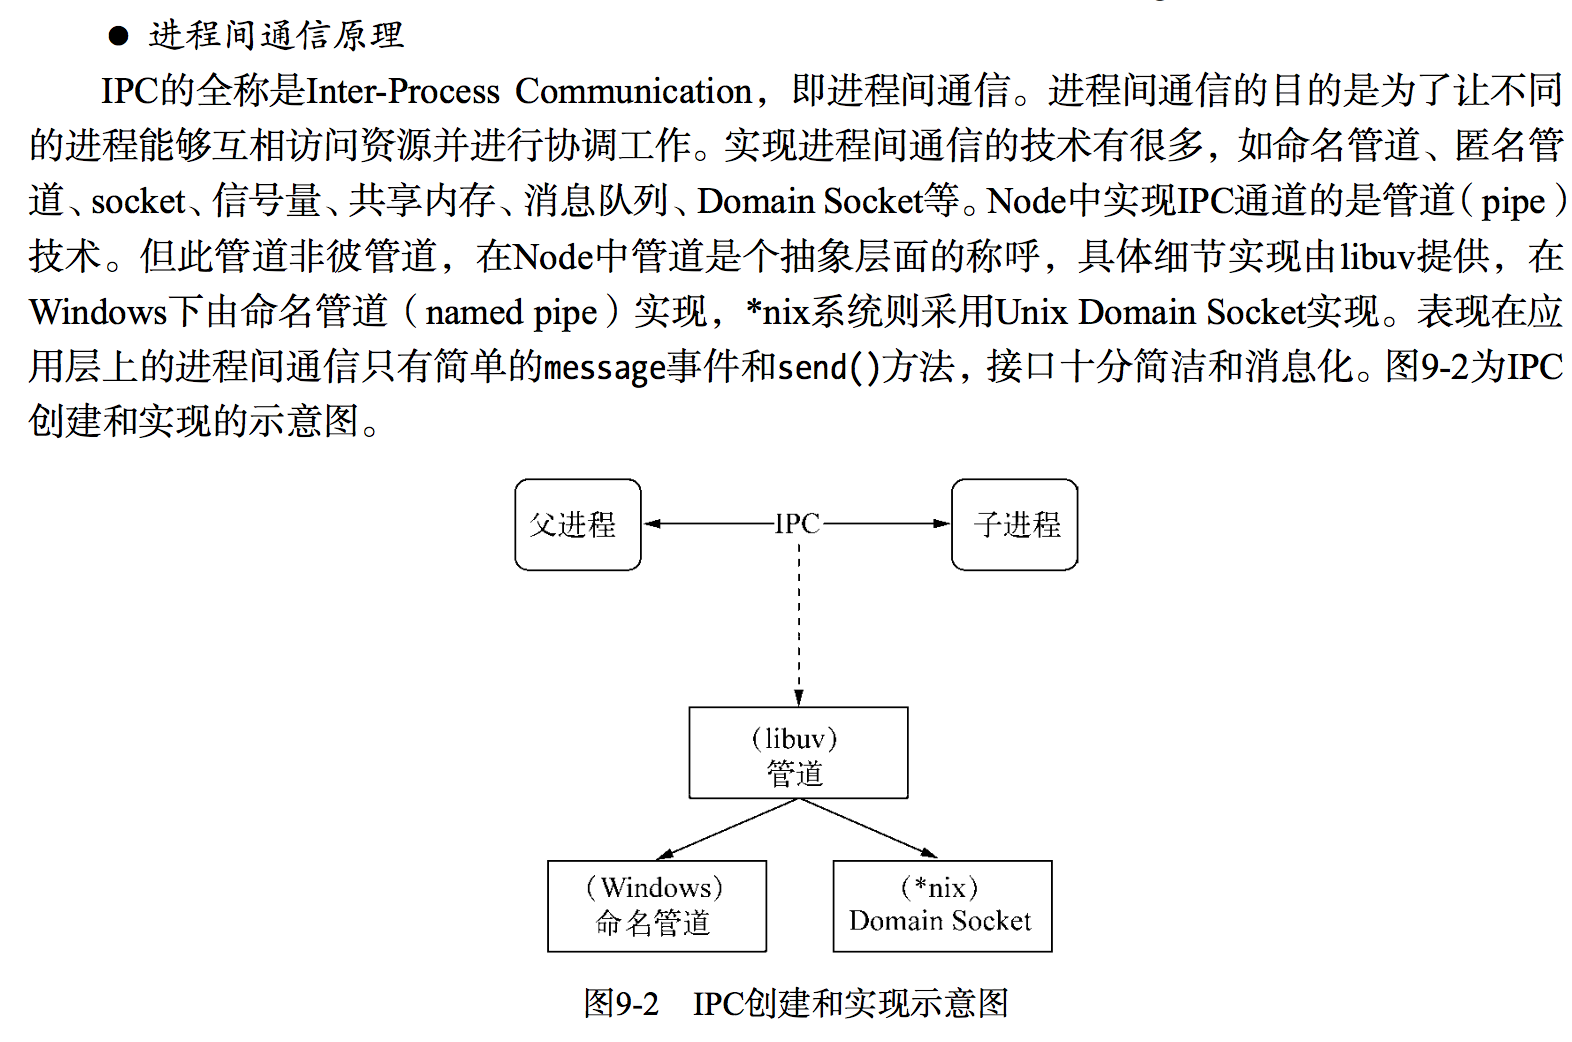 ● 进程间通信原理
IPC的全称是Inter-Process Communication，即进程间通信。进程间通信的目的是为了让不同
的进程能够互相访问资源并进行协调工作。实现进程间通信的技术有很多，如命名管道、匿名管
道、socket、信号量、共享内存、消息队列、Domain Socket等。Node中实现IPC通道的是管道（pipe）
技术。但此管道非彼管道，在Node中管道是个抽象层面的称呼，具体细节实现由libuv提供，在
Windows下由命名管道（named pipe）实现，*nix系统则采用Unix Domain Socket实现。表现在应
用层上的进程间通信只有简单的message事件和send()方法，接口十分简洁和消息化。图9-2为IPC
创建和实现的示意图。
父进程 IPC 子进程
（libuv）
管道
（Windows）
命名管道
（*nix）
Domain Socket
图9-2 IPC创建和实现示意图